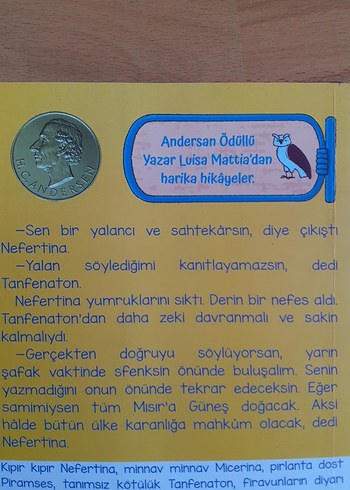 H.C.ANDERSEN
Andersan Ödüllü
Yazar Luisa Mattia'dan
harika hikâyeler.
—Sen bir yalancı ve sahtekârsın, diye çıkıştı
Nefertina.
—Yalan söylediğimi kanıtlayamazsın, dedi
Tanfenaton.
Nefertina yumruklarını sıktı. Derin bir nefes aldı.
Tanfenaton'dan daha zeki davranmalı ve sakin
kalmalıydı.
—Gerçekten doğruyu söylüyorsan, yarın
şafak vaktinde sfenksin önünde buluşalım. Senin
yazmadığını onun önünde tekrar edeceksin. Eğer
samimiysen tüm Mısır'a Güneş doğacak. Aksi
hâlde bütün ülke karanlığa mahkûm olacak, dedi
Nefertina.
Kıpır kıpır Nefertina, minnav minnav Micerina, pırlanta dost
Piramses, tanımsız kötülük Tanfenaton, firavunların diyarı